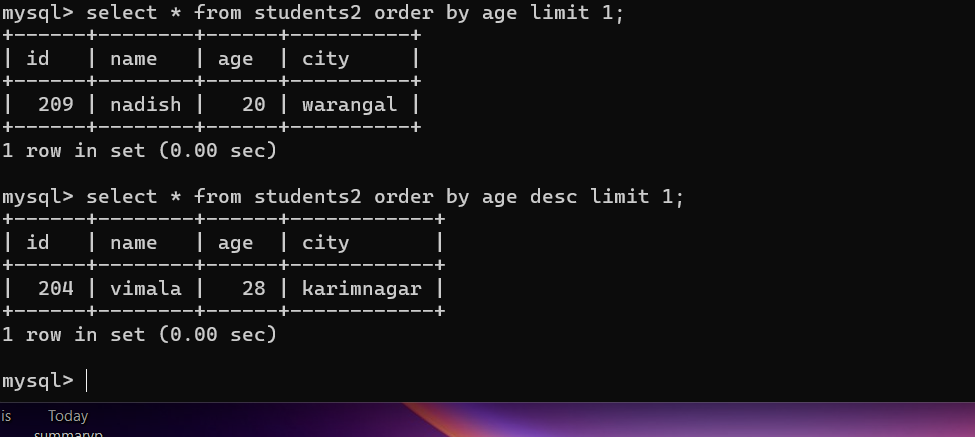 mysql> select * from students2 order by age limit 1;
+------+--------+------+----------+
| id   | name   | age  | city     |
+------+--------+------+----------+
|  209 | nadish |   20 | warangal |
+------+--------+------+----------+
1 row in set (0.00 sec)
mysql> select * from students2 order by age desc limit 1;
+------+--------+------+------------+
| id   | name   | age  | city       |
+------+--------+------+------------+
|  204 | vimala |   28 | karimnagar |
+------+--------+------+------------+
1 row in set (0.00 sec)
mysql>
is Today